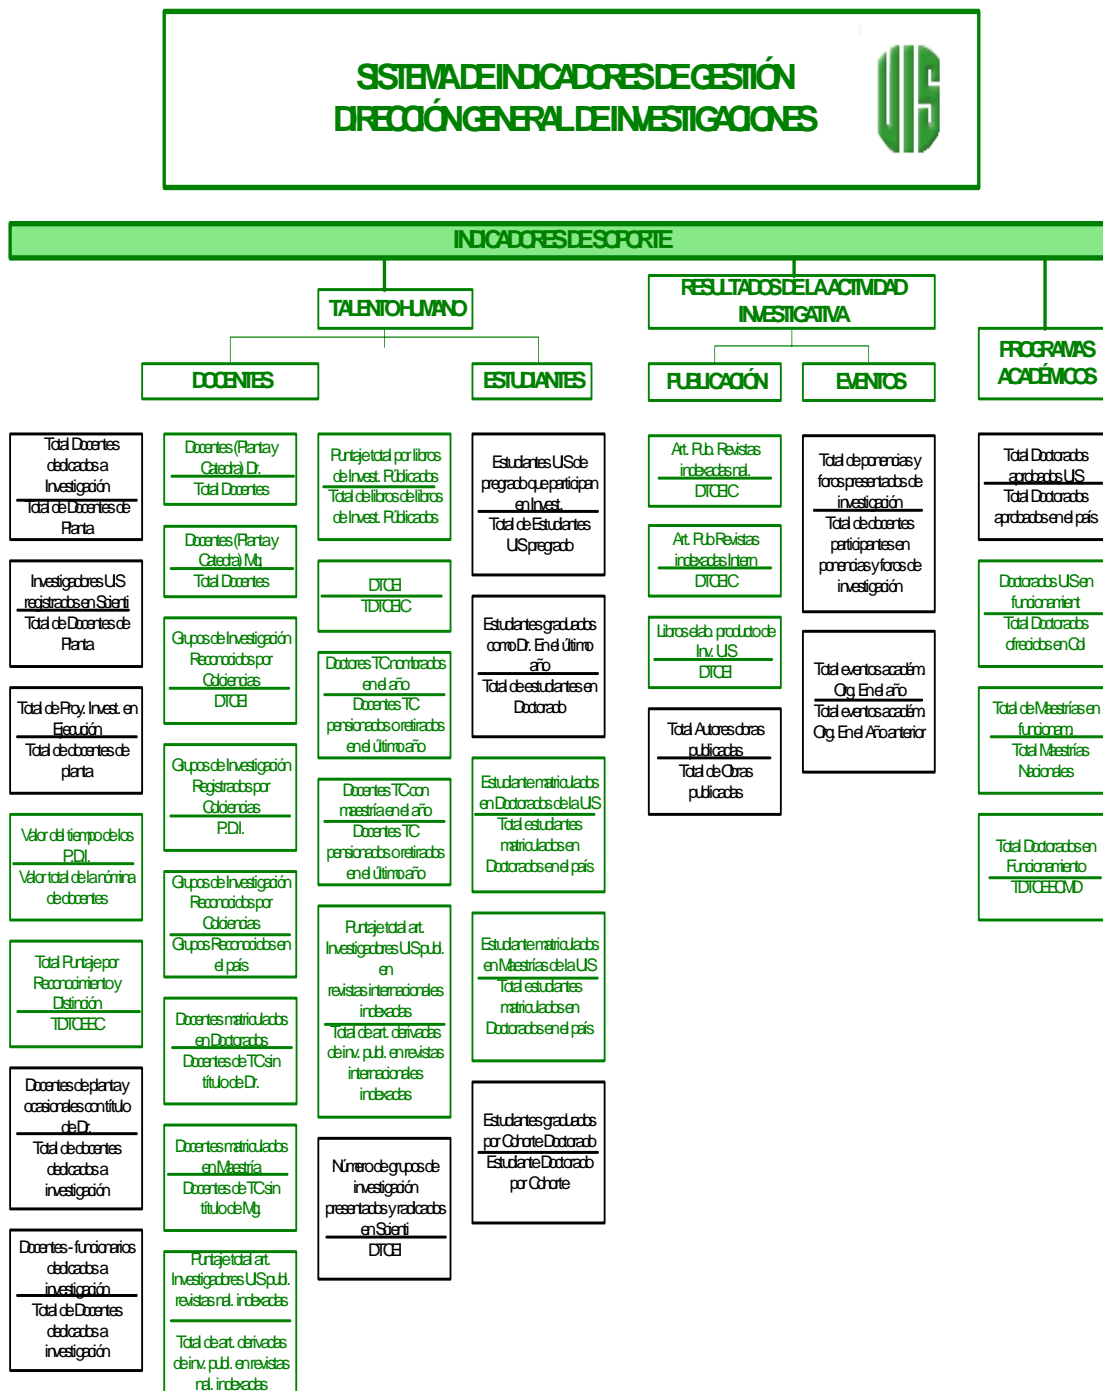 SISTEMA DE INDICADORES DE GESTIÓN
DIRECCIÓN GENERAL DE INVESTIGACIONES
UIS
INDICADORES DE SOPORTE
TALENTO HUMANO
RESULTADOS DE LA ACTIVIDAD
INVESTIGATIVA
PROGRAMAS
ACADÉMICOS
DOCENTES
ESTUDIANTES
PUBLICACIÓN
EVENTOS
Total Docentes
dedicados a
Investigación
Total de Docentes de
Planta
Investigadores UIS
registrados en Scienti
Total de Docentes de
Planta
Total de Proy. Invest. en
Ejecución
Total de docentes de
planta
Valor del tiempo de los
P.D.I.
Valor total de la nómina
de docentes
Total Puntaje por
Reconocimiento y
Distinción
TDTCEEC
Docentes de planta y
ocasionales con título
de Dr.
Total de docentes
dedicados a
investigación
Docentes - funcionarios
dedicados a
investigación
Total de Docentes
dedicados a
investigación
Docentes (Planta y
Catedra) Dr.
Total Docentes
Docentes (Planta y
Catedra) Mg.
Total Docentes
Grupos de Investigación
Reconocidos por
Colciencias
DTCEI
Grupos de Investigación
Registrados por
Colciencias
P.D.I.
Grupos de Investigación
Reconocidos por
Colciencias
Grupos Reconocidos en
el país
Docentes matriculados
en Doctorados
Docentes de TC sin
título de Dr.
Docentes matriculados
en Maestría
Docentes de TC sin
título de Mg.
Puntaje total art.
Investigadores UIS pub.
revistas nal. indexadas
Total de art. derivadas
de inv. pub. en revistas
nal. indexadas
Puntaje total por libros
de Invest. Públicados
Total de libros de libros
de Invest. Públicados
DTCEI
TDTCEIC
Doctores TC nombrados
en el año
Docentes TC
pensionados o retirados
en el último año
Docentes TC con
maestría en el año
Docentes TC
pensionados o retirados
en el último año
Puntaje total art.
Investigadores UIS pub.
en
revistas internacionales
indexadas
Total de art. derivadas
de inv. pub. en revistas
internacionales
indexadas
Número de grupos de
investigación
presentados y radicados
en Scienti
DTCEI
Estudiantes UIS de
pregrado que participan
en Invest.
Total de Estudiantes
UIS pregrado
Estudiantes graduados
como Dr. En el último
año
Total de estudiantes en
Doctorado
Estudiante matriculados
en Doctorados de la UIS
Total estudiantes
matriculados en
Doctorados en el país
Estudiante matriculados
en Maestrías de la UIS
Total estudiantes
matriculados en
Doctorados en el país
Estudiantes graduados
por Cohorte Doctorado
Estudiante Doctorado
por Cohorte
Art. Pub. Revistas
indexadas nal.
DTCEIC
Art. Pub Revistas
indexadas Intern
DTCEIC
Libros elab. producto de
Inv. UIS
DTCEI
Total Autores obras
publicadas
Total de Obras
publicadas
Total de ponencias y
foros presentados de
investigación
Total de docentes
participantes en
ponencias y foros de
investigación
Total eventos académ.
Org. En el año
Total eventos académ.
Org. En el Año anterior
Total Doctorados
aprobados UIS
Total Doctorados
aprobados en el país
Doctorados UIS en
funcionamient
Total Doctorados
ofrecidos en Col
Total de Maestrías en
funcionam.
Total Maestrías
Nacionales
Total Doctorados en
Funcionamiento
TDTCEECMD